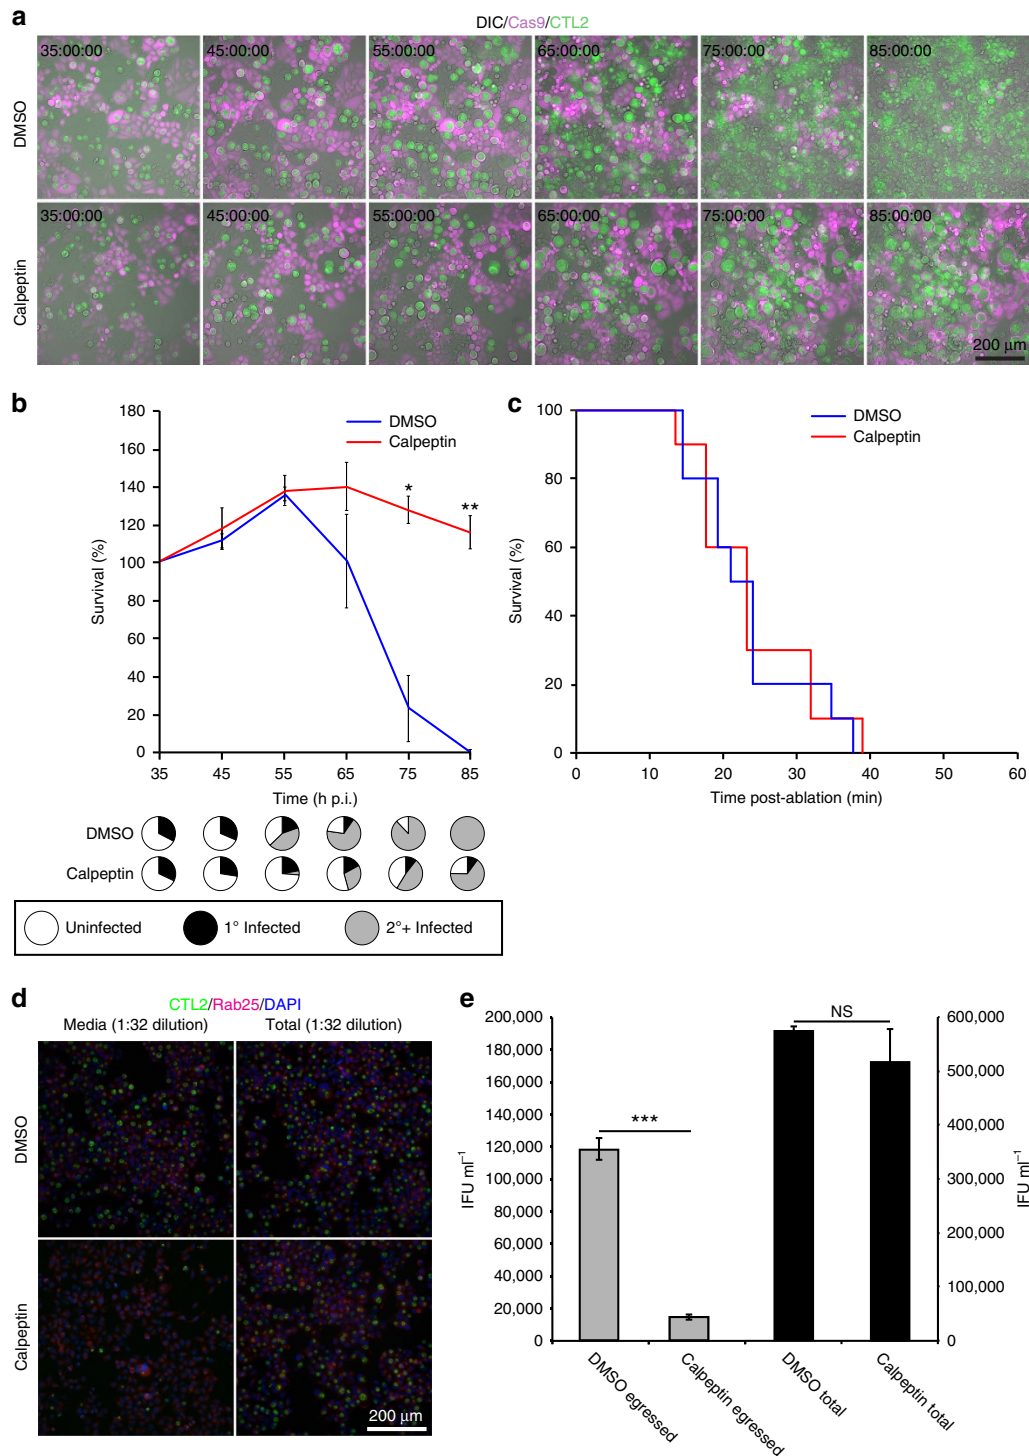 a
DIC/Cas9/CTL2
DMSO
35:00:00 45:00:00 55:00:00 65:00:00 75:00:00 85:00:00
Calpeptin
35:00:00 45:00:00 55:00:00 65:00:00 75:00:00 85:00:00
200 μm
b
Survival (%)
180
160
140
120
100
80
60
40
20
0
DMSO
Calpeptin
*
**
35 45 55 65 75 85
Time (h p.i.)
DMSO
Calpeptin
Uninfected 1° Infected 2°+ Infected
c
Survival (%)
100
80
60
40
20
0
DMSO
Calpeptin
0 10 20 30 40 50 60
Time post-ablation (min)
d
CTL2/Rab25/DAPI
Media (1:32 dilution) Total (1:32 dilution)
DMSO
Calpeptin
200 μm
e
IFU ml⁻¹
200,000
180,000
160,000
140,000
120,000
100,000
80,000
60,000
40,000
20,000
0
***
NS
600,000
500,000
400,000
300,000
200,000
100,000
0
IFU ml⁻¹
DMSO egressed
Calpeptin egressed
DMSO total
Calpeptin total